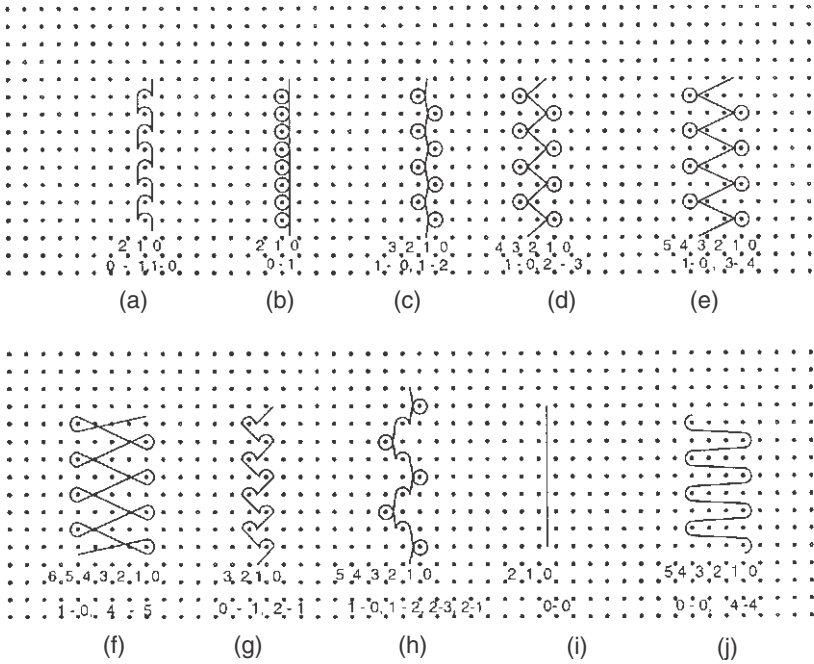 2 1 0 2 1 0 3 2 1 0 4 3 2 1 0 5 4 3 2 1 0
0 - 1, 1-0 0-1 1-0, 1-2 1-0, 2-3 1-0, 3-4
(a) (b) (c) (d) (e)
6 5 4 3 2 1 0 3 2 1 0 5 4 3 2 1 0 2 1 0 5 4 3 2 1 0
1-0, 4-5 0-1, 2-1 1-0, 1-2, 2-3, 2-1 0-0 0-0, 4-4
(f) (g) (h) (i) (j)